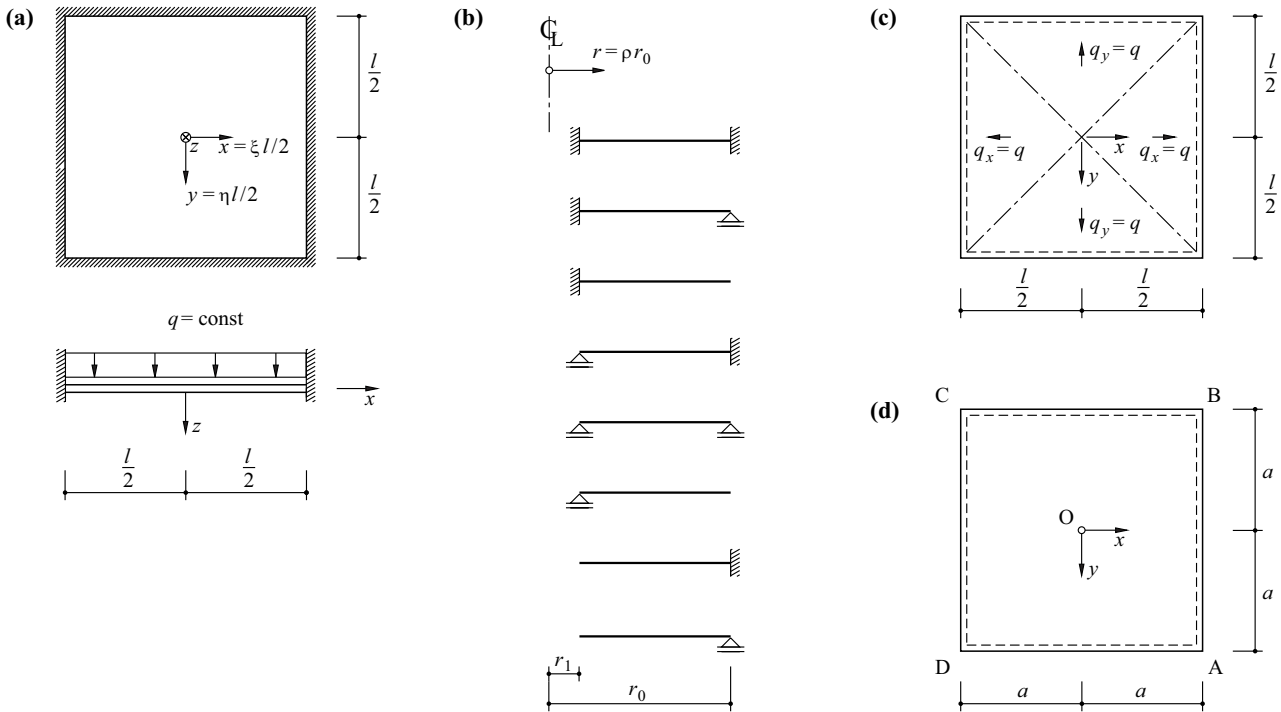 (a)
l/2
z
x = ξ l/2
y = η l/2
l/2
q = const
x
z
l/2
l/2
(b)
CL
r = ρ r0
r1
r0
(c)
qy = q
l/2
qx = q
x
qx = q
y
qy = q
l/2
l/2
l/2
(d)
C
B
O
x
y
a
a
D
A
a
a